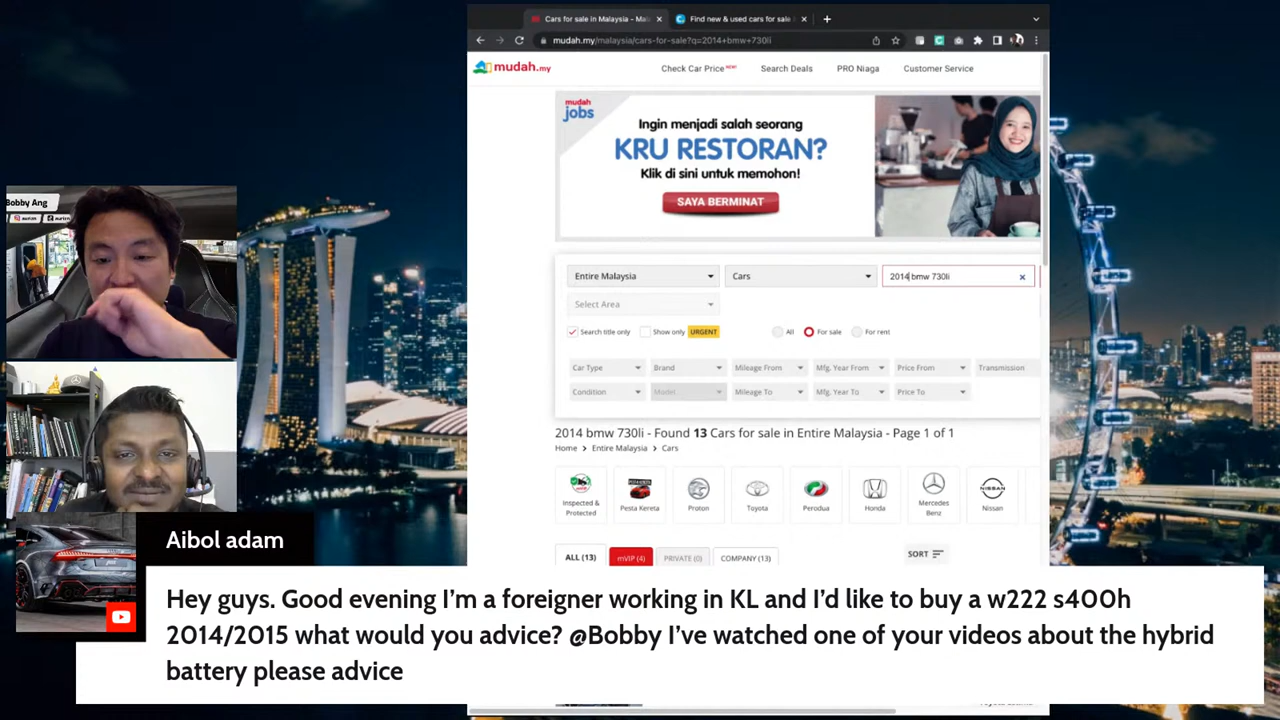 Cars for sale in Malaysia - Mal
Find new & used cars for sale
mudah.my/malaysia/cars-for-sale?q=2014+bmw+730li
mudah.my
Check Car Price NEW!
Search Deals
PRO Niaga
Customer Service
mudah
jobs
Ingin menjadi salah seorang
KRU RESTORAN?
Klik di sini untuk memohon!
SAYA BERMINAT
Bobby Ang
Entire Malaysia
Cars
2014 bmw 730li
Select Area
Search title only
Show only URGENT
All
For sale
For rent
Car Type
Brand
Mileage From
Mfg. Year From
Price From
Transmission
Condition
Model
Mileage To
Mfg. Year To
Price To
2014 bmw 730li - Found 13 Cars for sale in Entire Malaysia - Page 1 of 1
Home > Entire Malaysia > Cars
Inspected &
Protected
Pesta Kereta
Proton
Toyota
Perodua
Honda
Mercedes
Benz
Nissan
ALL (13)
mVIP (4)
PRIVATE (0)
COMPANY (13)
SORT
Aibol adam
Hey guys. Good evening I'm a foreigner working in KL and I'd like to buy a w222 s400h
2014/2015 what would you advice? @Bobby I've watched one of your videos about the hybrid
battery please advice